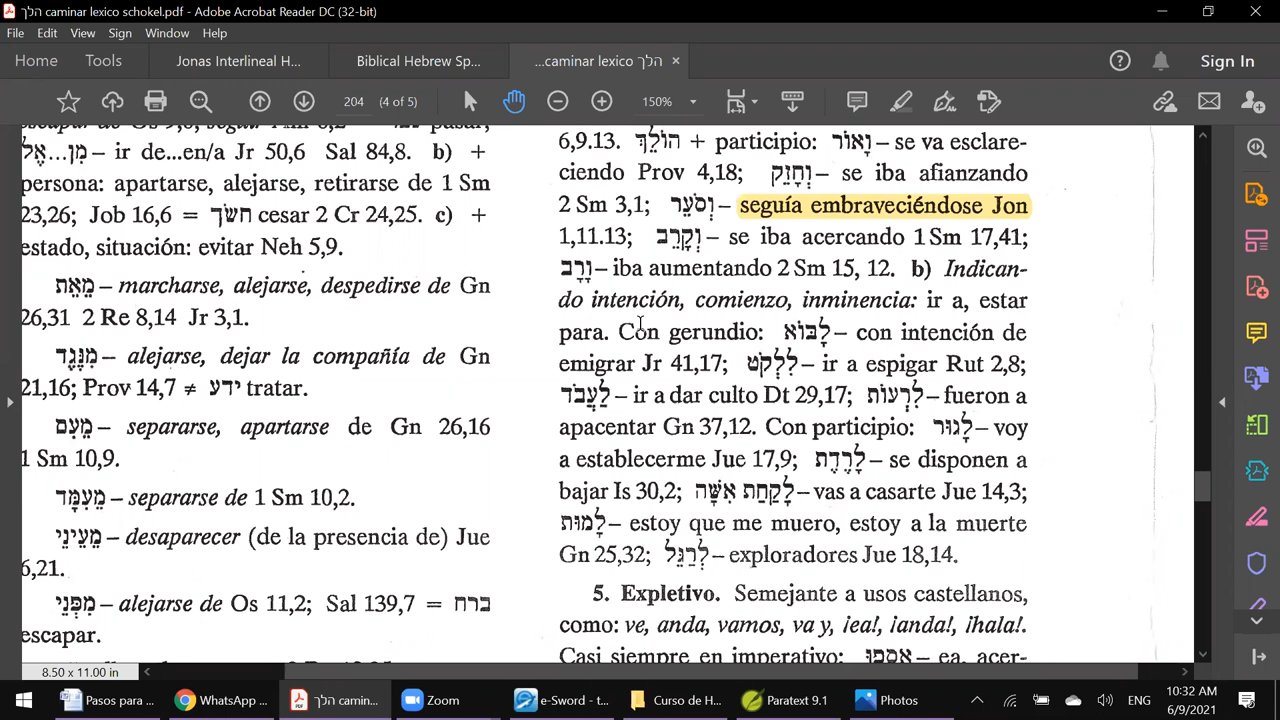 הלך caminar lexico schokel.pdf - Adobe Acrobat Reader DC (32-bit)
File Edit View Sign Window Help
Home Tools Jonas Interlineal H... Biblical Hebrew Sp... ...caminar lexico הלך × Sign In
204 (4 of 5) 150%
pasar,
מִן...אֶל – ir de...en/a Jr 50,6 Sal 84,8. b) +
persona: apartarse, alejarse, retirarse de 1 Sm
23,26; Job 16,6 = חשׂך cesar 2 Cr 24,25. c) +
estado, situación: evitar Neh 5,9.
מֵאֵת – marcharse, alejarse, despedirse de Gn
26,31 2 Re 8,14 Jr 3,1.
מִנֶּגֶד – alejarse, dejar la compañía de Gn
21,16; Prov 14,7 ≠ ידע tratar.
מֵעִם – separarse, apartarse de Gn 26,16
1 Sm 10,9.
מֵעִמָּד – separarse de 1 Sm 10,2.
מֵעֵינֵי – desaparecer (de la presencia de) Jue
6,21.
מִפְּנֵי – alejarse de Os 11,2; Sal 139,7 = ברח
escapar.
6,9.13. הוֹלֵךְ + participio: וָאוֹר – se va esclare-
ciendo Prov 4,18; וְחָזֵק – se iba afianzando
2 Sm 3,1; וְסֹעֵר – seguía embraveciéndose Jon
1,11.13; וְקָרֵב – se iba acercando 1 Sm 17,41;
וָרָב – iba aumentando 2 Sm 15, 12. b) Indican-
do intención, comienzo, inminencia: ir a, estar
para. Con gerundio: לָבוֹא – con intención de
emigrar Jr 41,17; לִלְקֹט – ir a espigar Rut 2,8;
לַעֲבֹד – ir a dar culto Dt 29,17; לִרְעוֹת – fueron a
apacentar Gn 37,12. Con participio: לָגוּר – voy
a establecerme Jue 17,9; לָרֶדֶת – se disponen a
bajar Is 30,2; לָקַחַת אִשָּׁה – vas a casarte Jue 14,3;
לָמוּת – estoy que me muero, estoy a la muerte
Gn 25,32; לְרַגֵּל – exploradores Jue 18,14.
5. Expletivo. Semejante a usos castellanos,
como: ve, anda, vamos, va y, ¡ea!, ¡anda!, ¡hala!.
Casi siempre en imperativo: אִסְפוּ – ea, acer-
8.50 x 11.00 in
Pasos para ... WhatsApp ... הלך camin... Zoom e-Sword - t... Curso de H... Paratext 9.1 Photos ENG 10:32 AM
6/9/2021